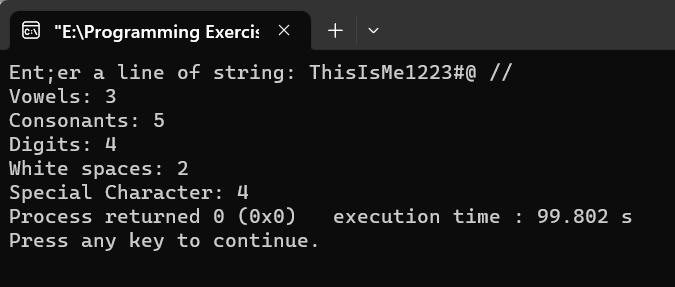 "E:\Programming Exercis
Ent;er a line of string: ThisIsMe1223#@ //
Vowels: 3
Consonants: 5
Digits: 4
White spaces: 2
Special Character: 4
Process returned 0 (0x0)   execution time : 99.802 s
Press any key to continue.